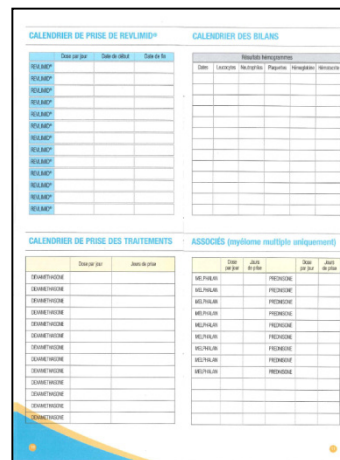 CALENDRIER DE PRISE DE REVLIMID®
Dose par jour Date de début Date de fin
REVLIMID®
REVLIMID®
REVLIMID®
REVLIMID®
REVLIMID®
REVLIMID®
REVLIMID®
REVLIMID®
REVLIMID®
REVLIMID®
REVLIMID®
REVLIMID®
REVLIMID®
CALENDRIER DES BILANS
Résultats hémogrammes
Dates Leucocytes Neutrophiles Plaquettes Hémoglobine Hématocrite
CALENDRIER DE PRISE DES TRAITEMENTS ASSOCIÉS (myélome multiple uniquement)
Dose par jour Jours de prise
DEXAMETHASONE
DEXAMETHASONE
DEXAMETHASONE
DEXAMETHASONE
DEXAMETHASONE
DEXAMETHASONE
DEXAMETHASONE
DEXAMETHASONE
DEXAMETHASONE
DEXAMETHASONE
DEXAMETHASONE
DEXAMETHASONE
DEXAMETHASONE
Dose par jour Jours de prise Dose par jour Jours de prise
MELPHALAN PREDNISONE
MELPHALAN PREDNISONE
MELPHALAN PREDNISONE
MELPHALAN PREDNISONE
MELPHALAN PREDNISONE
MELPHALAN PREDNISONE
MELPHALAN PREDNISONE
MELPHALAN PREDNISONE
MELPHALAN PREDNISONE